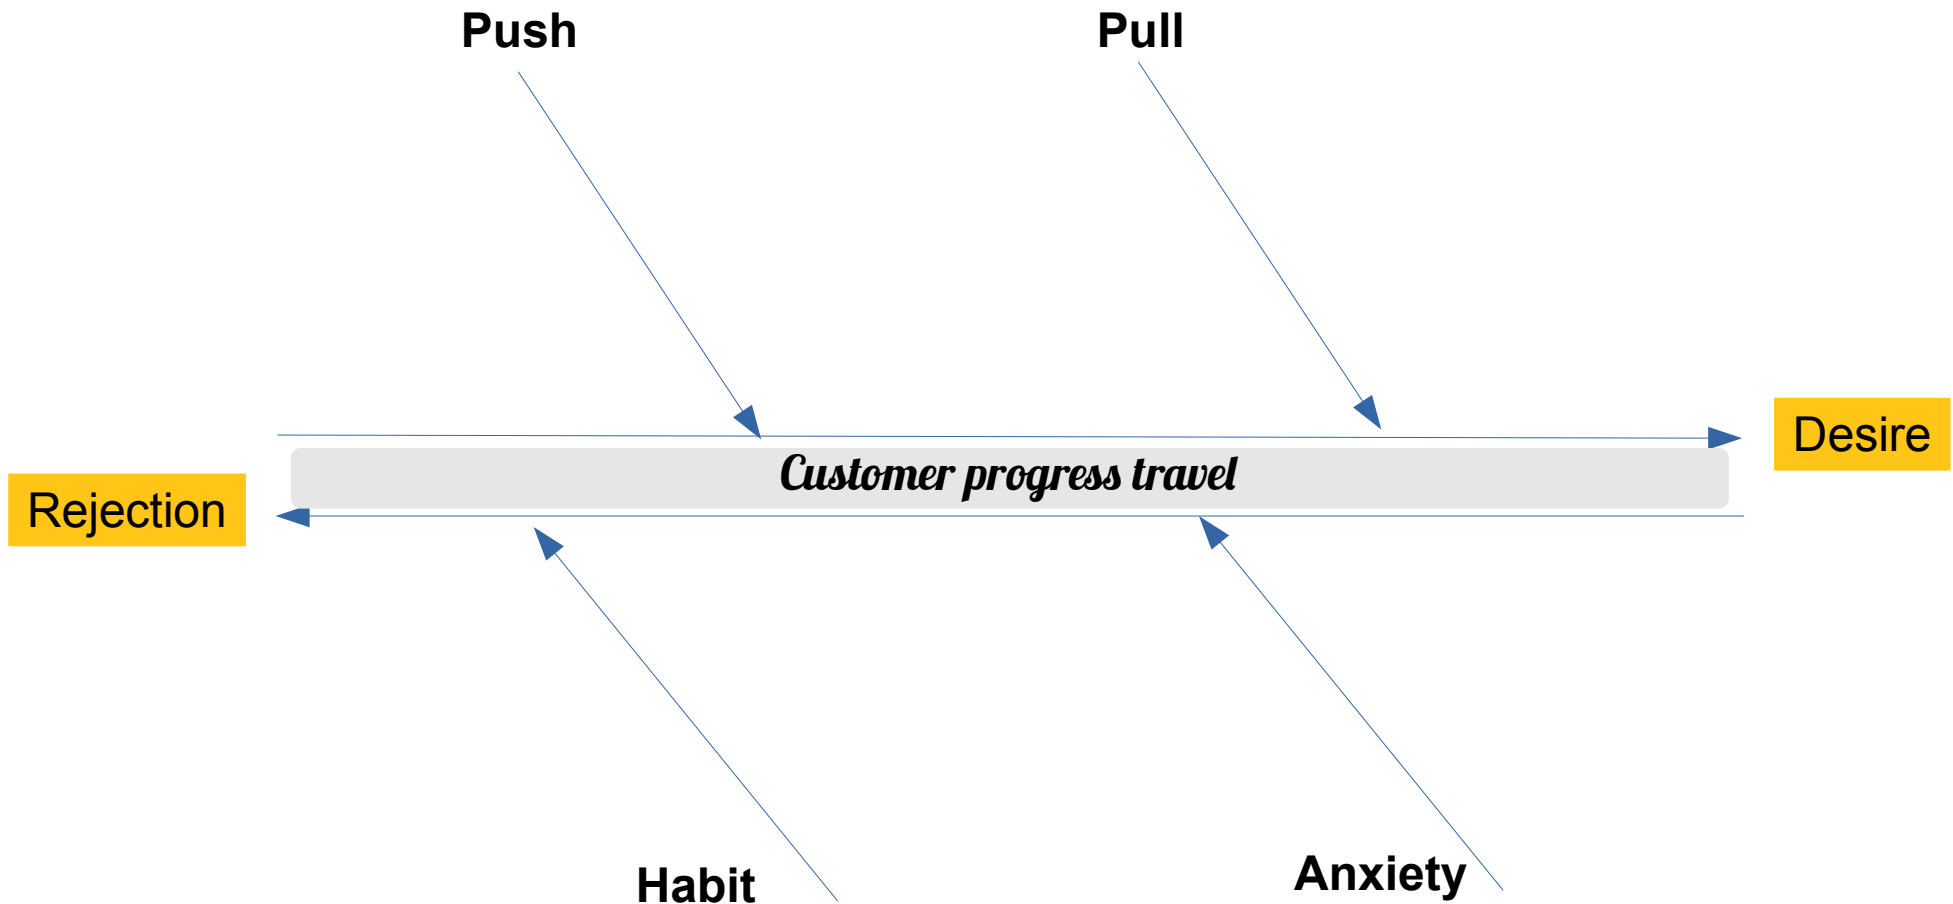 Push
Pull
Desire
Customer progress travel
Rejection
Habit
Anxiety